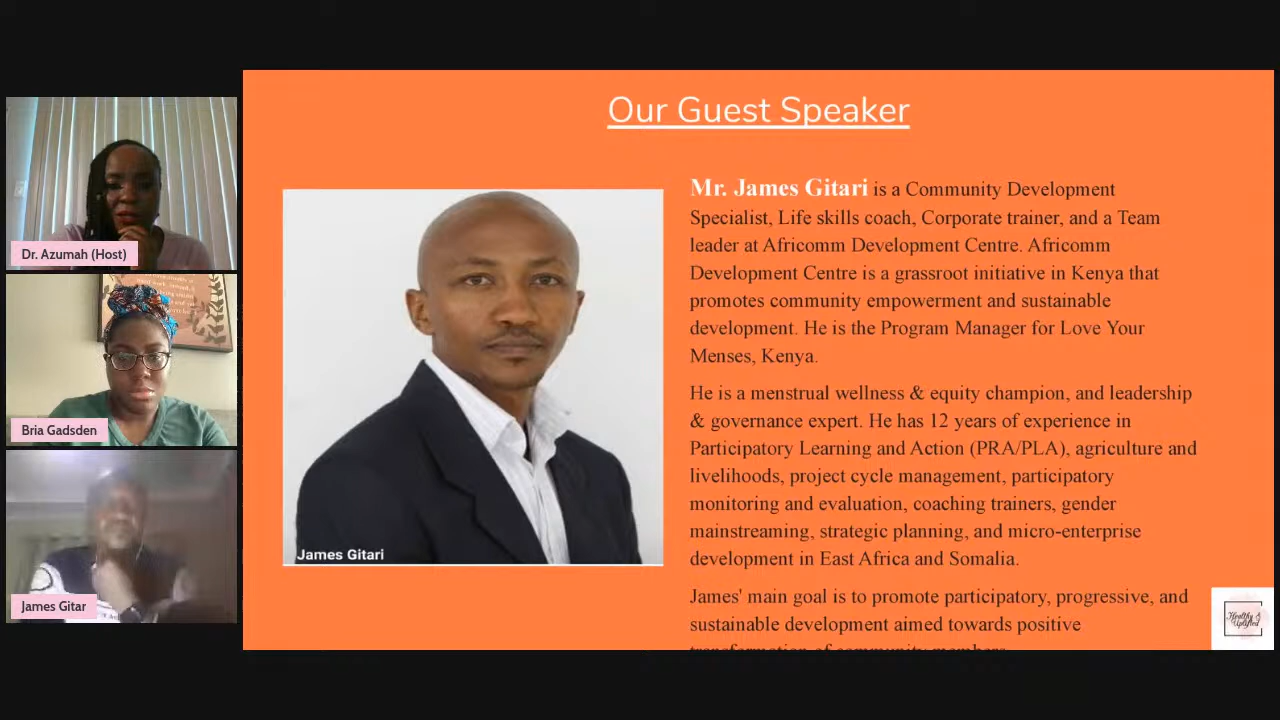 Our Guest Speaker
Mr. James Gitari is a Community Development
Specialist, Life skills coach, Corporate trainer, and a Team
leader at Africomm Development Centre. Africomm
Development Centre is a grassroot initiative in Kenya that
promotes community empowerment and sustainable
development. He is the Program Manager for Love Your
Menses, Kenya.
He is a menstrual wellness & equity champion, and leadership
& governance expert. He has 12 years of experience in
Participatory Learning and Action (PRA/PLA), agriculture and
livelihoods, project cycle management, participatory
monitoring and evaluation, coaching trainers, gender
mainstreaming, strategic planning, and micro-enterprise
development in East Africa and Somalia.
James' main goal is to promote participatory, progressive, and
sustainable development aimed towards positive
transformation of community members
James Gitari
Dr. Azumah (Host)
Bria Gadsden
James Gitar
Healthy &
Uplifted